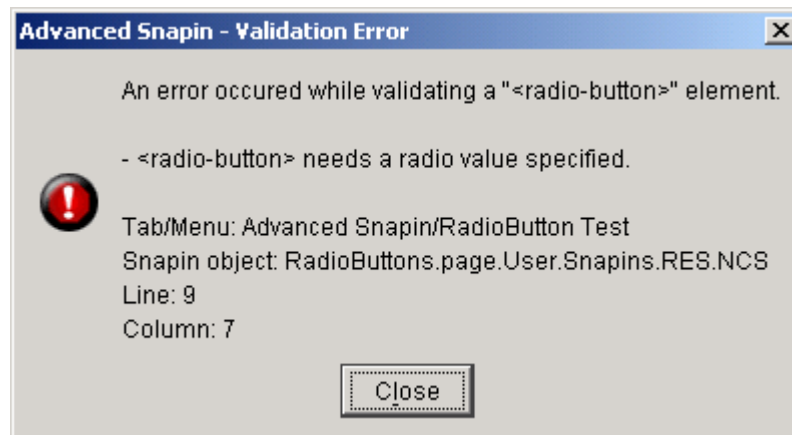 Advanced Snapin - Validation Error
An error occured while validating a "<radio-button>" element.
- <radio-button> needs a radio value specified.
Tab/Menu: Advanced Snapin/RadioButton Test
Snapin object: RadioButtons.page.User.Snapins.RES.NCS
Line: 9
Column: 7
Close